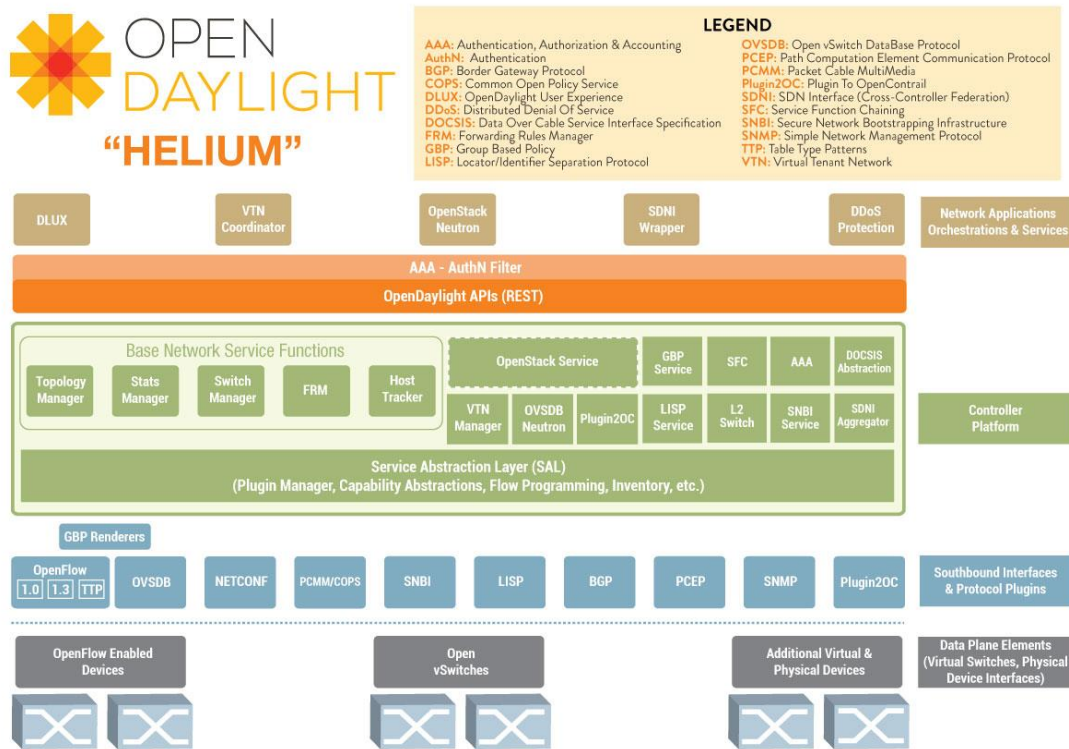 OPEN
DAYLIGHT
“HELIUM”
LEGEND
AAA: Authentication, Authorization & Accounting
AuthN: Authentication
BGP: Border Gateway Protocol
COPS: Common Open Policy Service
DLUX: OpenDaylight User Experience
DDoS: Distributed Denial Of Service
DOCSIS: Data Over Cable Service Interface Specification
FRM: Forwarding Rules Manager
GBP: Group Based Policy
LISP: Locator/Identifier Separation Protocol
OVSDB: Open vSwitch DataBase Protocol
PCEP: Path Computation Element Communication Protocol
PCMM: Packet Cable MultiMedia
Plugin2OC: Plugin To OpenContrail
SDNI: SDN Interface (Cross-Controller Federation)
SFC: Service Function Chaining
SNBI: Secure Network Bootstrapping Infrastructure
SNMP: Simple Network Management Protocol
TTP: Table Type Patterns
VTN: Virtual Tenant Network
DLUX
VTN
Coordinator
OpenStack
Neutron
SDNI
Wrapper
DDoS
Protection
Network Applications
Orchestrations & Services
AAA - AuthN Filter
OpenDaylight APIs (REST)
Base Network Service Functions
Topology
Manager
Stats
Manager
Switch
Manager
FRM
Host
Tracker
OpenStack Service
GBP
Service
SFC
AAA
DOCSIS
Abstraction
VTN
Manager
OVSDB
Neutron
Plugin2OC
LISP
Service
L2
Switch
SNBI
Service
SDNI
Aggregator
Controller
Platform
Service Abstraction Layer (SAL)
(Plugin Manager, Capability Abstractions, Flow Programming, Inventory, etc.)
GBP Renderers
OpenFlow
1.0 1.3 TTP
OVSDB
NETCONF
PCMM/COPS
SNBI
LISP
BGP
PCEP
SNMP
Plugin2OC
Southbound Interfaces
& Protocol Plugins
OpenFlow Enabled
Devices
Open
vSwitches
Additional Virtual &
Physical Devices
Data Plane Elements
(Virtual Switches, Physical
Device Interfaces)